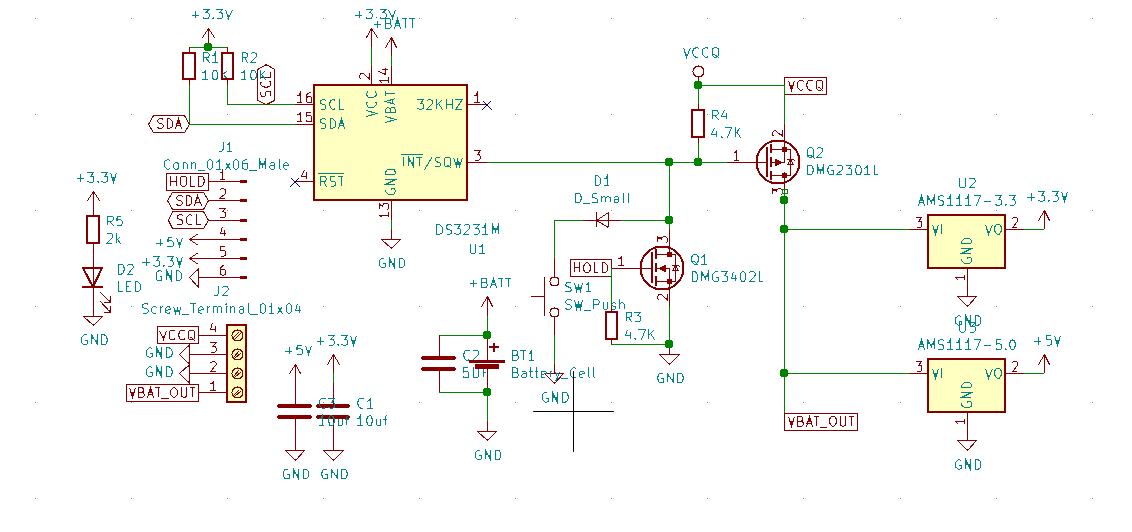 +3.3V
R1
10K
R2
10K
SCL
SDA
+3.3V
+BATT
2
14
VCC
VBAT
16
SCL
15
SDA
32KHZ
1
INT/SQW
3
4
RST
GND
13
GND
DS3231M
U1
J1
Conn_01x06_Male
HOLD
1
SDA
2
SCL
3
+5V
4
+3.3V
5
GND
6
+3.3V
R5
2k
D2
LED
GND
J2
Screw_Terminal_01x04
VCCQ
4
GND
3
GND
2
VBAT_OUT
1
+5V
C3
10uf
GND
+3.3V
C1
10uf
GND
+BATT
C2
5UF
BT1
Battery_Cell
GND
D1
D_Small
SW1
SW_Push
GND
HOLD
1
3
Q1
DMG3402L
2
R3
4.7K
GND
VCCQ
R4
4.7K
VCCQ
1
2
Q2
DMG2301L
3
U2
AMS1117-3.3
3
VI
VO
2
GND
1
+3.3V
GND
U3
AMS1117-5.0
3
VI
VO
2
GND
1
+5V
GND
VBAT_OUT